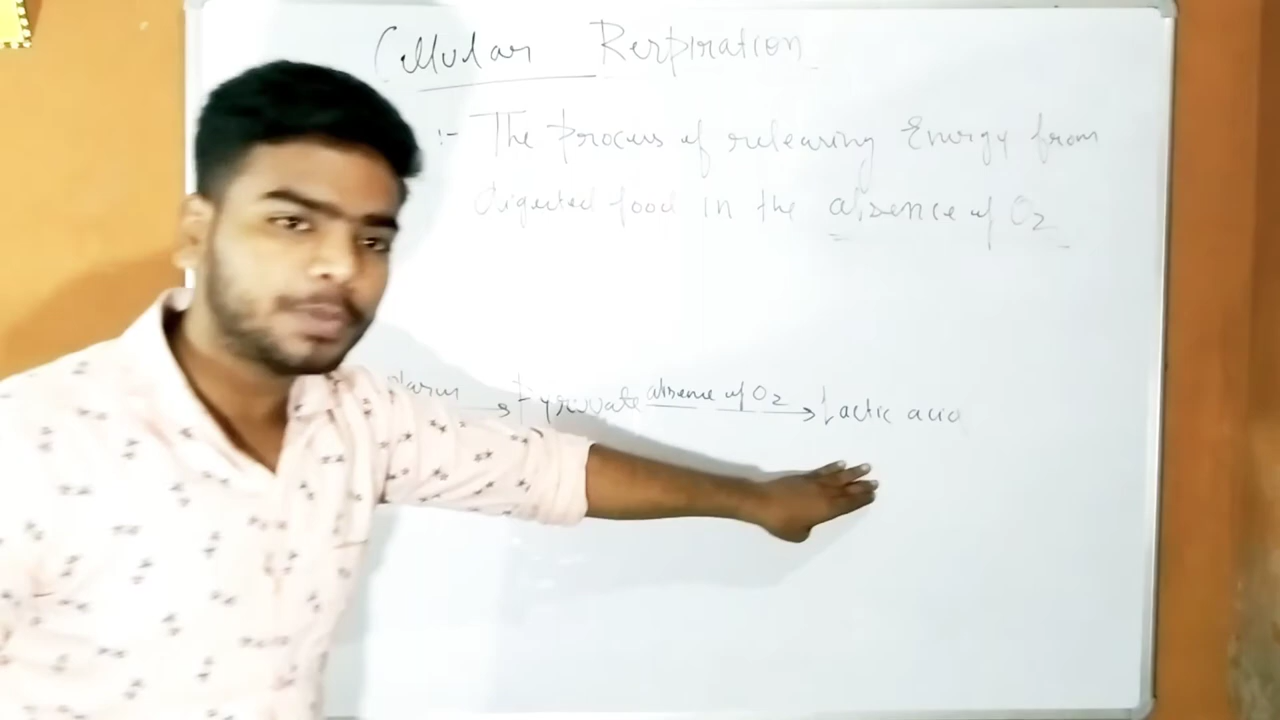 Cellular Respiration
:- The process of releasing Energy from
digested food in the absence of O2
Pyruvate absence of O2 Lactic acid